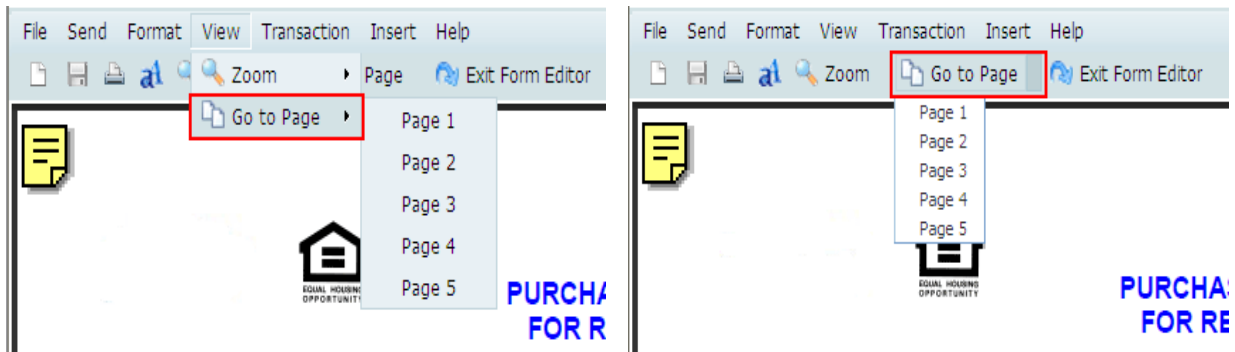 File Send Format View Transaction Insert Help
a Zoom Page Exit Form Editor
Go to Page
Page 1
Page 2
Page 3
Page 4
Page 5
EQUAL HOUSING
OPPORTUNITY
PURCHA
FOR R
File Send Format View Transaction Insert Help
a Zoom Go to Page Exit Form Editor
Page 1
Page 2
Page 3
Page 4
Page 5
EQUAL HOUSING
OPPORTUNITY
PURCHAS
FOR RE